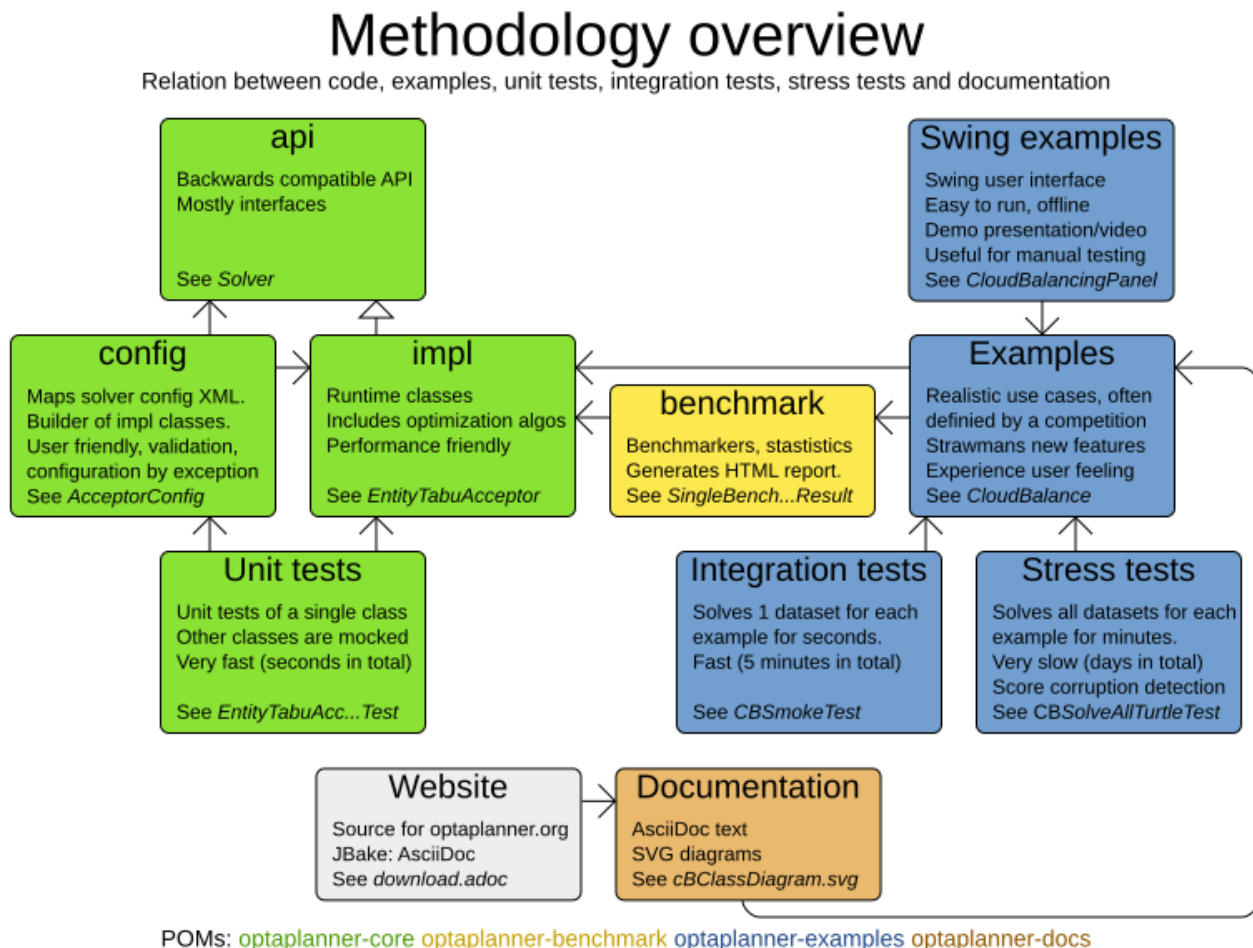 Methodology overview
Relation between code, examples, unit tests, integration tests, stress tests and documentation
api
Backwards compatible API
Mostly interfaces
See Solver
Swing examples
Swing user interface
Easy to run, offline
Demo presentation/video
Useful for manual testing
See CloudBalancingPanel
config
Maps solver config XML.
Builder of impl classes.
User friendly, validation,
configuration by exception
See AcceptorConfig
impl
Runtime classes
Includes optimization algos
Performance friendly
See EntityTabuAcceptor
benchmark
Benchmarkers, stastistics
Generates HTML report.
See SingleBench...Result
Examples
Realistic use cases, often
definied by a competition
Strawmans new features
Experience user feeling
See CloudBalance
Unit tests
Unit tests of a single class
Other classes are mocked
Very fast (seconds in total)
See EntityTabuAcc...Test
Integration tests
Solves 1 dataset for each
example for seconds.
Fast (5 minutes in total)
See CBSmokeTest
Stress tests
Solves all datasets for each
example for minutes.
Very slow (days in total)
Score corruption detection
See CBSolveAllTurtleTest
Website
Source for optaplanner.org
JBake: AsciiDoc
See download.adoc
Documentation
AsciiDoc text
SVG diagrams
See cBClassDiagram.svg
POMs: optaplanner-core optaplanner-benchmark optaplanner-examples optaplanner-docs